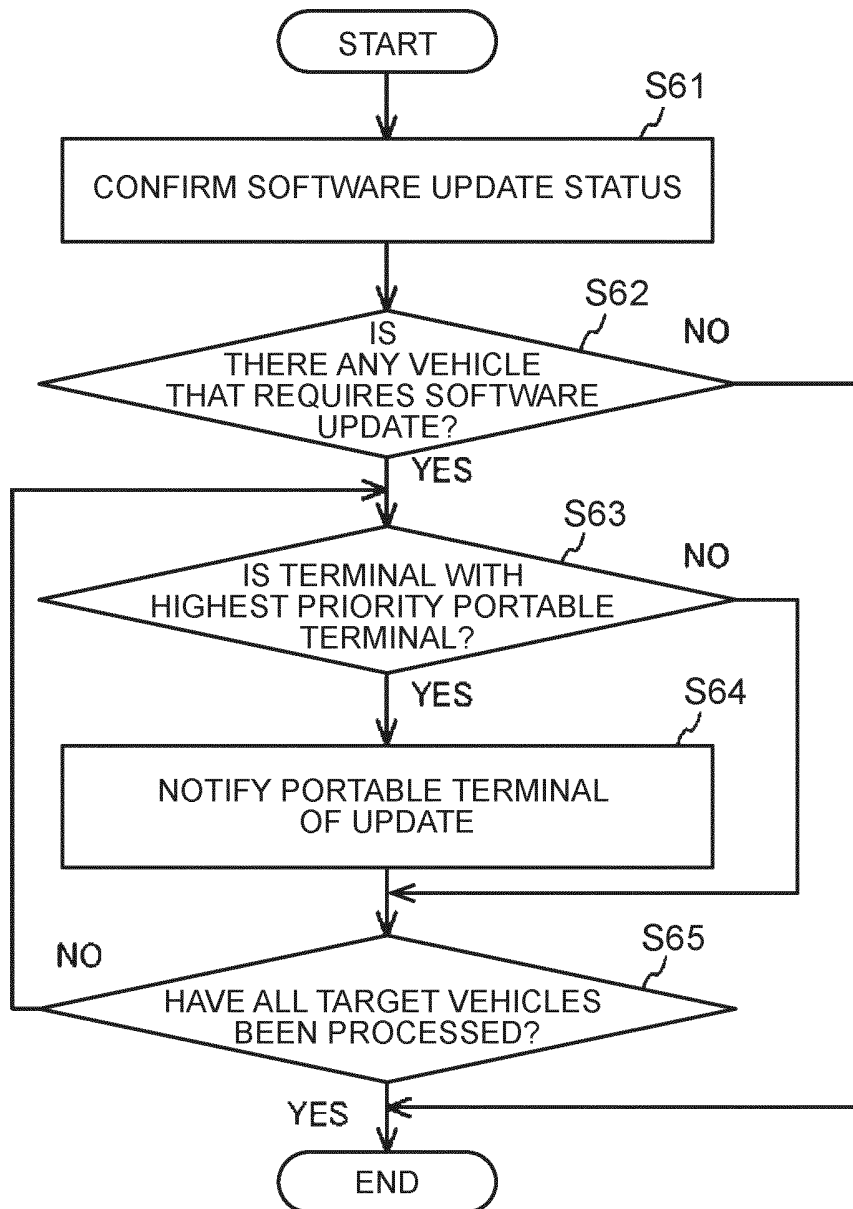 START
S61
CONFIRM SOFTWARE UPDATE STATUS
S62
IS
THERE ANY VEHICLE
THAT REQUIRES SOFTWARE
UPDATE?
NO
YES
S63
IS TERMINAL WITH
HIGHEST PRIORITY PORTABLE
TERMINAL?
NO
YES
S64
NOTIFY PORTABLE TERMINAL
OF UPDATE
S65
NO
HAVE ALL TARGET VEHICLES
BEEN PROCESSED?
YES
END